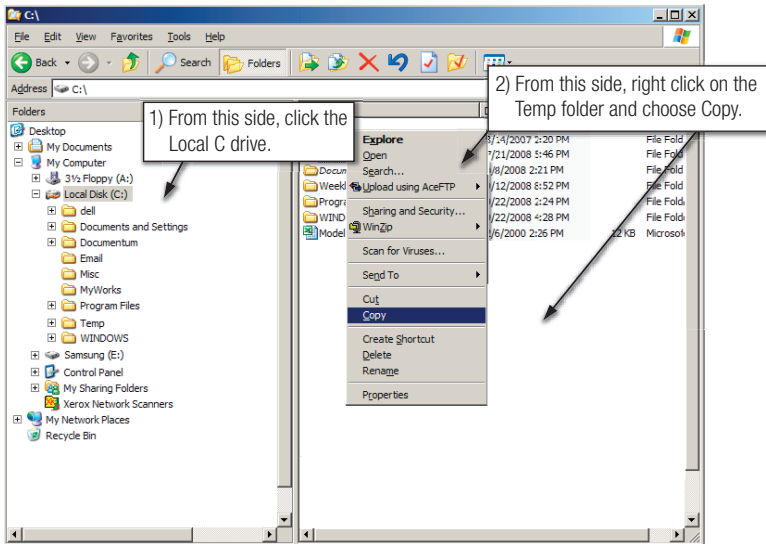 C:\
File Edit View Favorites Tools Help
Back Search Folders
Address C:\
Folders
1) From this side, click the
Local C drive.
2) From this side, right click on the
Temp folder and choose Copy.
Desktop
My Documents
My Computer
3½ Floppy (A:)
Local Disk (C:)
dell
Documents and Settings
Documentum
Email
Misc
MyWorks
Program Files
Temp
WINDOWS
Samsung (E:)
Control Panel
My Sharing Folders
Xerox Network Scanners
My Network Places
Recycle Bin
Explore
Open
Search...
Upload using AceFTP
Sharing and Security...
WinZip
Scan for Viruses...
Send To
Cut
Copy
Create Shortcut
Delete
Rename
Properties
/14/2007 2:20 PM File Fold
/21/2008 5:46 PM File Fold
Docum /8/2008 2:21 PM File Fold
Weekl /12/2008 8:52 PM File Fold
Progra /22/2008 2:24 PM File Fold
WIND /22/2008 4:28 PM File Fold
Model /6/2000 2:26 PM KB Microsof